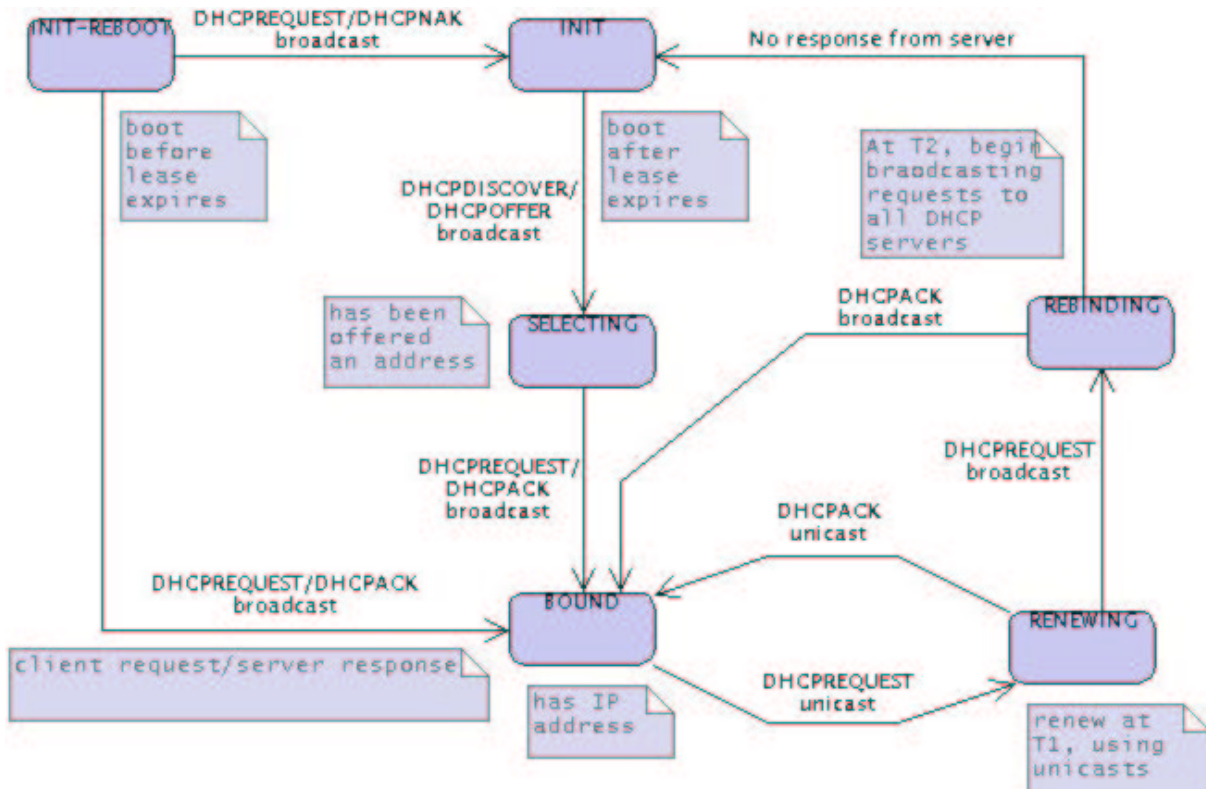 INIT-REBOOT
DHCPREQUEST/DHCPNAK
broadcast
INIT
No response from server
boot
before
lease
expires
boot
after
lease
expires
At T2, begin
braodcasting
requests to
all DHCP
servers
DHCPDISCOVER/
DHCPOFFER
broadcast
has been
offered
an address
SELECTING
DHCPACK
broadcast
REBINDING
DHCPREQUEST/
DHCPACK
broadcast
DHCPREQUEST
broadcast
DHCPACK
unicast
DHCPREQUEST/DHCPACK
broadcast
BOUND
RENEWING
client request/server response
DHCPREQUEST
unicast
has IP
address
renew at
T1, using
unicasts